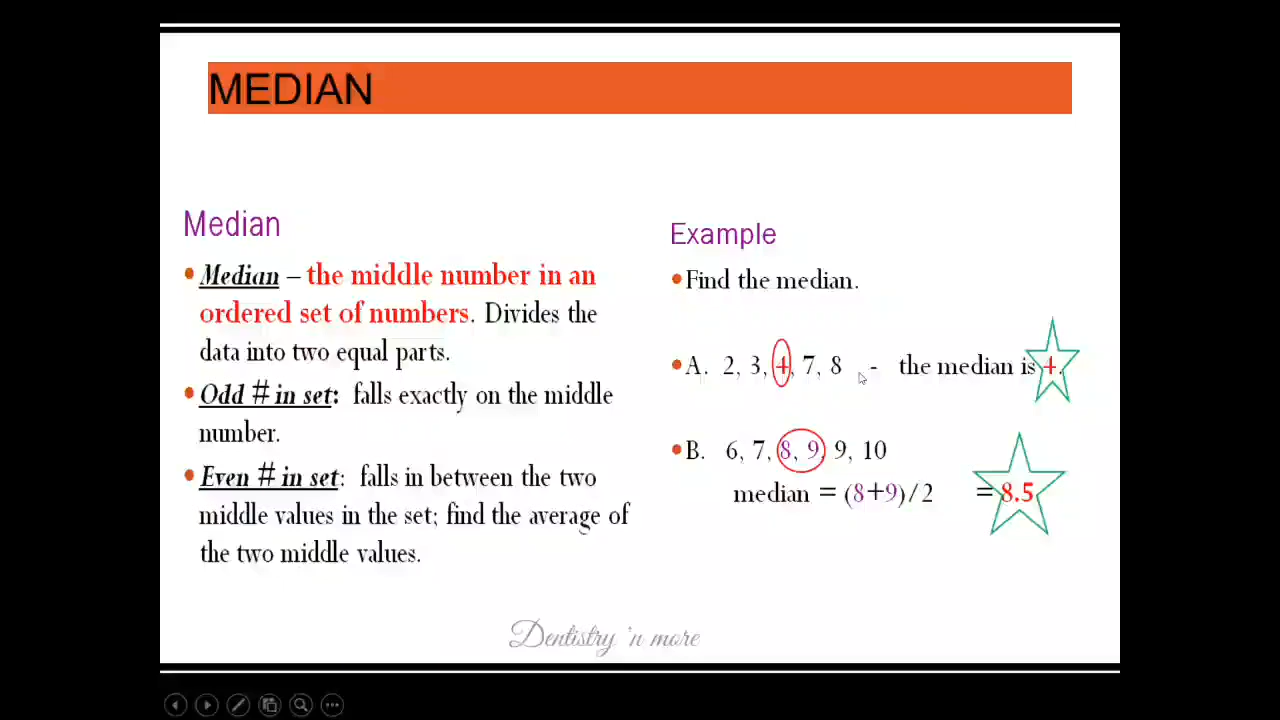 MEDIAN
Median
• Median – the middle number in an
ordered set of numbers. Divides the
data into two equal parts.
• Odd # in set: falls exactly on the middle
number.
• Even # in set: falls in between the two
middle values in the set; find the average of
the two middle values.
Example
• Find the median.
• A. 2, 3, 4, 7, 8 - the median is 4.
• B. 6, 7, 8, 9, 9, 10
median = (8+9)/2 = 8.5
Dentistry 'n more